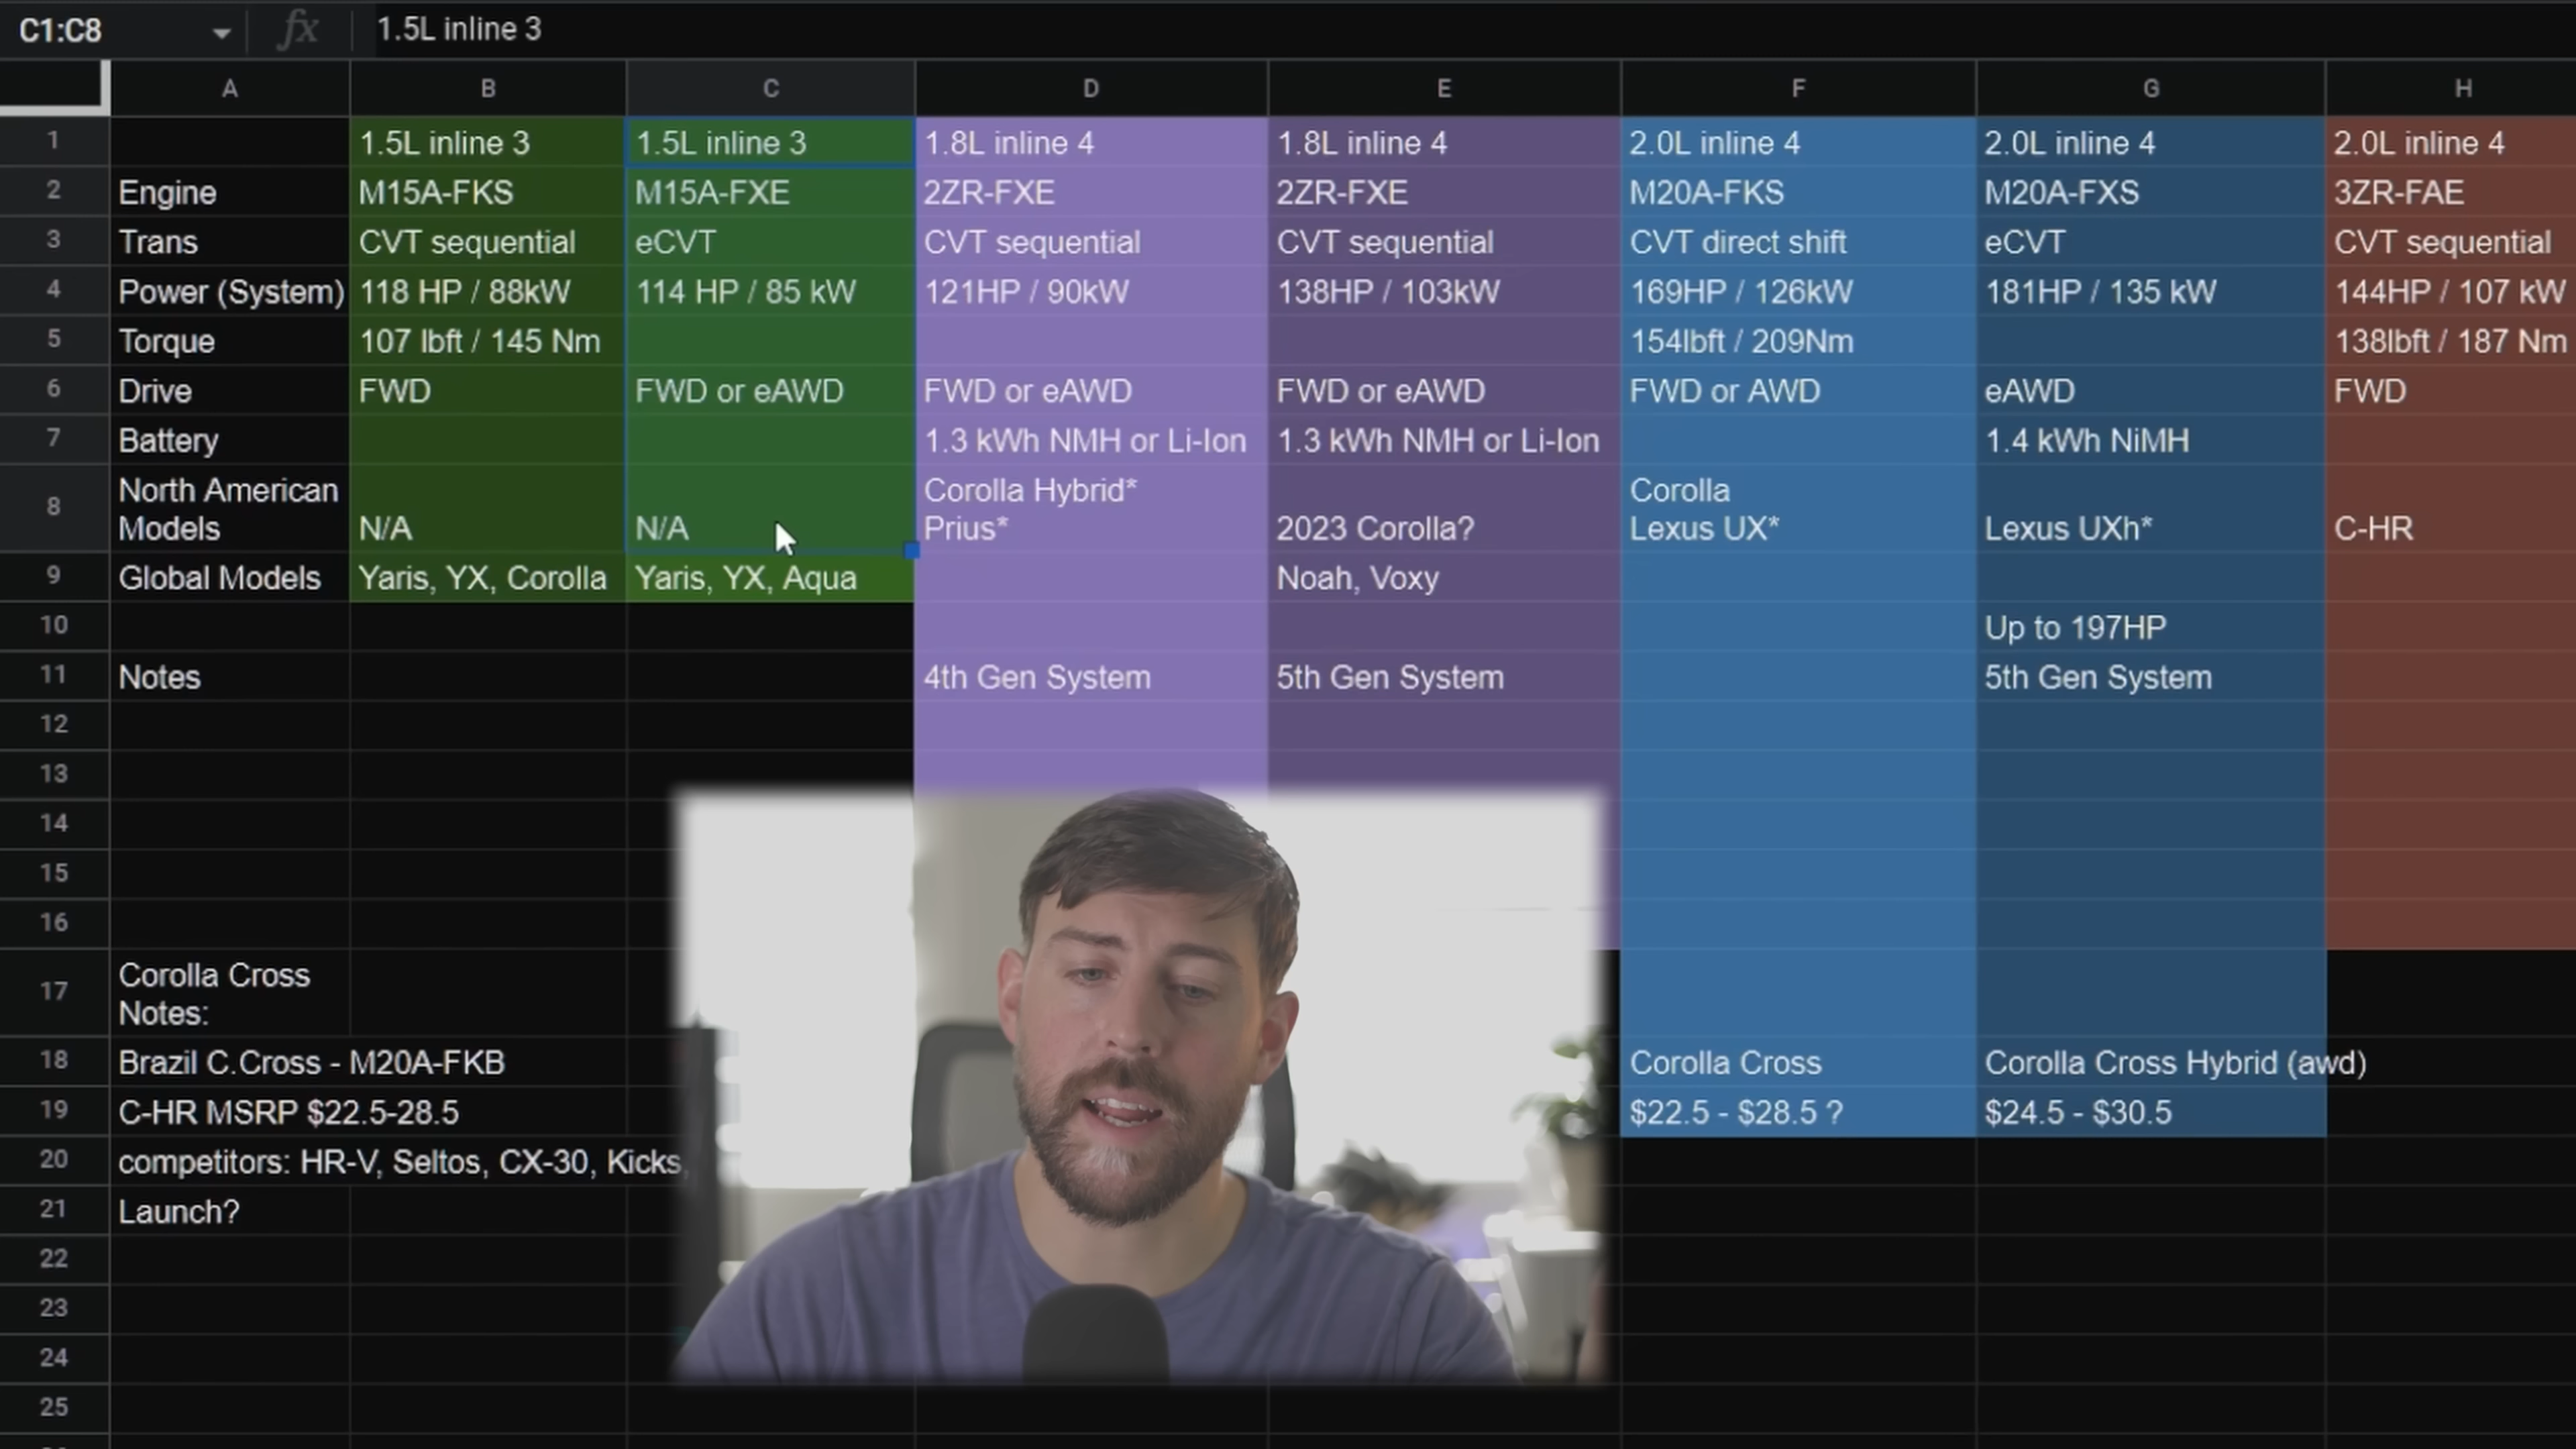 C1:C8 fx 1.5L inline 3
A B C D E F G H
1 1.5L inline 3 1.5L inline 3 1.8L inline 4 1.8L inline 4 2.0L inline 4 2.0L inline 4 2.0L inline 4
2 Engine M15A-FKS M15A-FXE 2ZR-FXE 2ZR-FXE M20A-FKS M20A-FXS 3ZR-FAE
3 Trans CVT sequential eCVT CVT sequential CVT sequential CVT direct shift eCVT CVT sequential
4 Power (System) 118 HP / 88kW 114 HP / 85 kW 121HP / 90kW 138HP / 103kW 169HP / 126kW 181HP / 135 kW 144HP / 107 kW
5 Torque 107 lbft / 145 Nm 154lbft / 209Nm 138lbft / 187 Nm
6 Drive FWD FWD or eAWD FWD or eAWD FWD or eAWD FWD or AWD eAWD FWD
7 Battery 1.3 kWh NMH or Li-Ion 1.3 kWh NMH or Li-Ion 1.4 kWh NiMH
North American Corolla Hybrid* Corolla
8 Models N/A N/A Prius* 2023 Corolla? Lexus UX* Lexus UXh* C-HR
9 Global Models Yaris, YX, Corolla Yaris, YX, Aqua Noah, Voxy
10 Up to 197HP
11 Notes 4th Gen System 5th Gen System 5th Gen System
12
13
14
15
16
Corolla Cross
17 Notes:
18 Brazil C.Cross - M20A-FKB Corolla Cross Corolla Cross Hybrid (awd)
19 C-HR MSRP $22.5-28.5 $22.5 - $28.5 ? $24.5 - $30.5
20 competitors: HR-V, Seltos, CX-30, Kicks,
21 Launch?
22
23
24
25